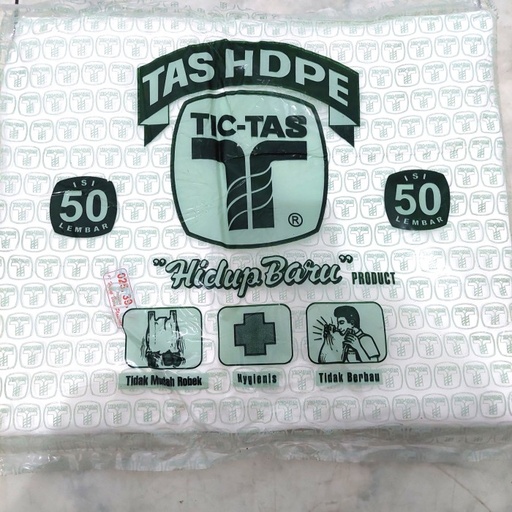 TAS HDPE
TIC-TAS
®
ISI
50
LEMBAR
ISI
50
LEMBAR
"Hidup Baru" PRODUCT
Tidak Mudah Robek
Hygienis
Tidak Berbau